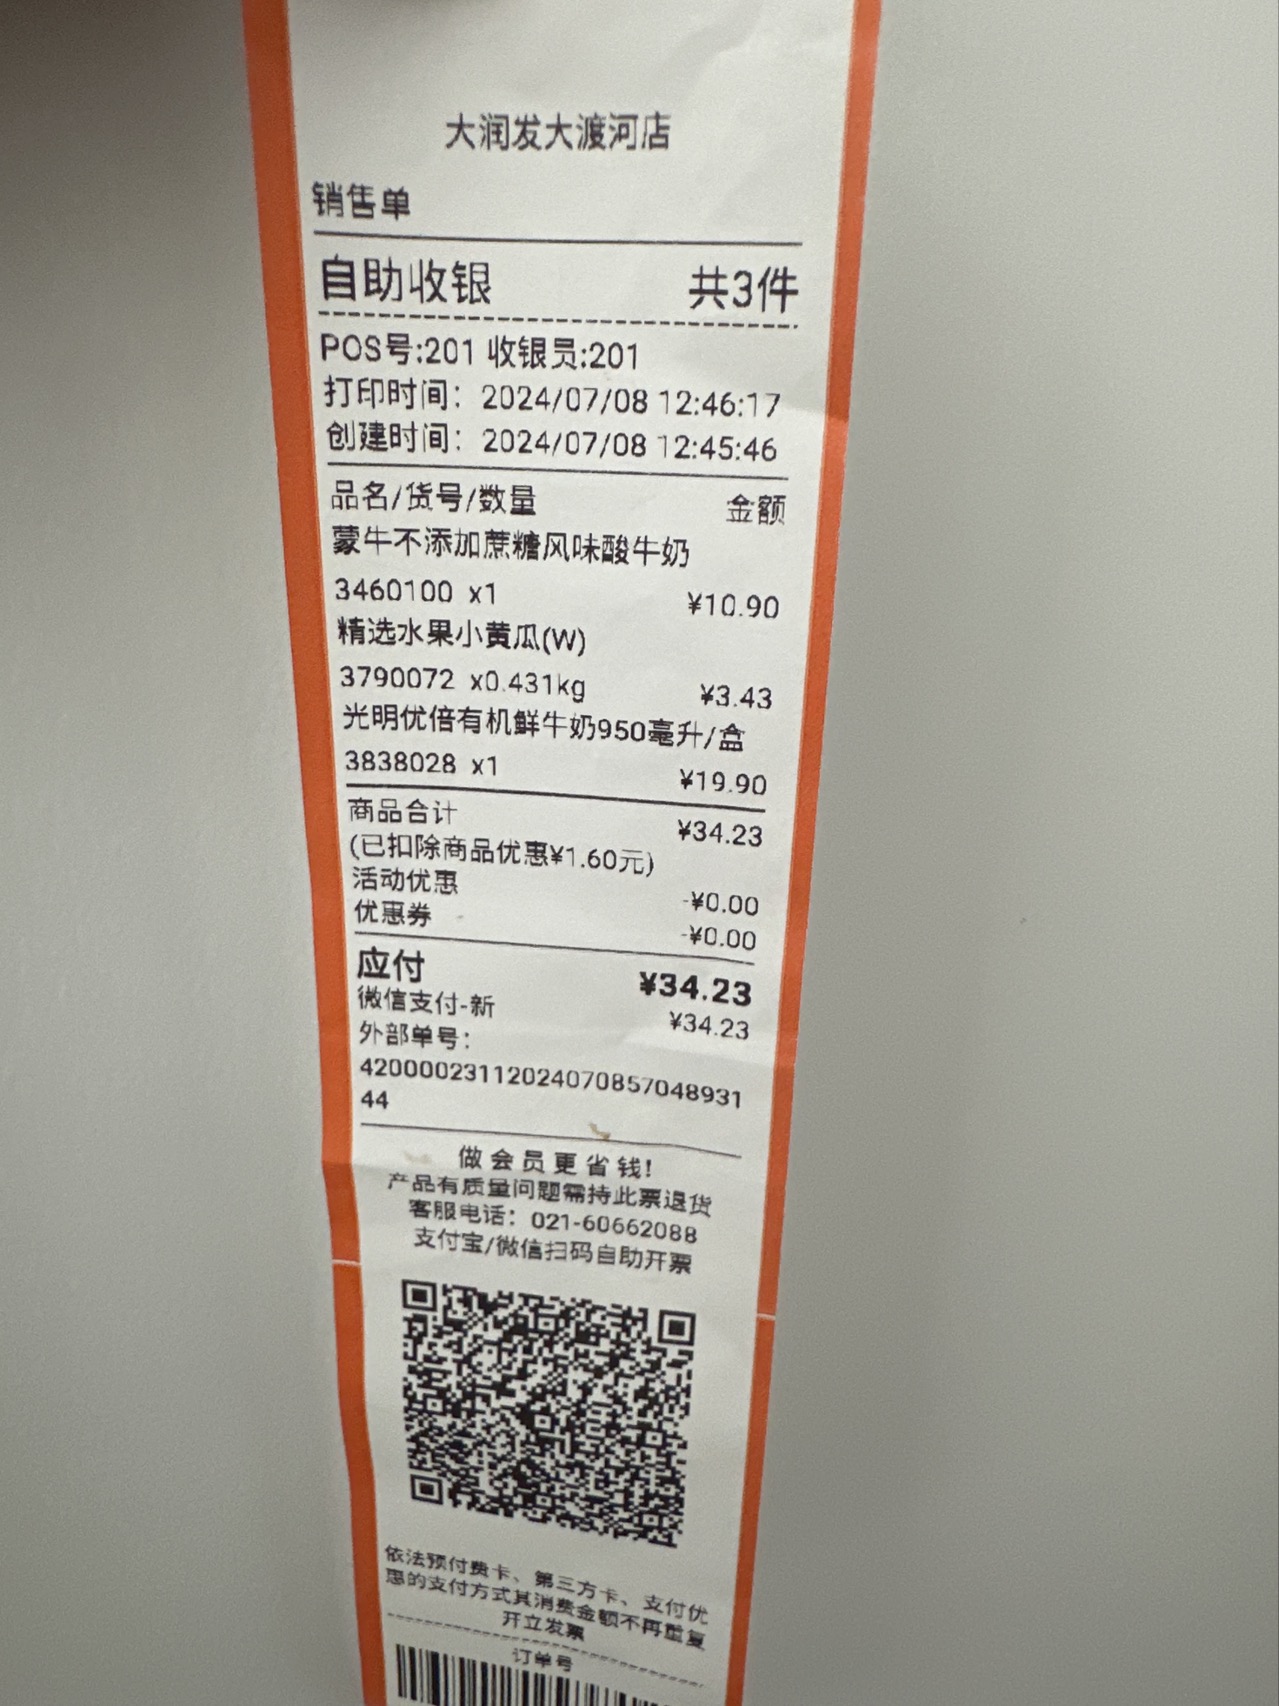 大润发大渡河店
销售单
自助收银 共3件
POS号:201 收银员:201
打印时间：2024/07/08 12:46:17
创建时间：2024/07/08 12:45:46
品名/货号/数量 金额
蒙牛不添加蔗糖风味酸牛奶
3460100 x1 ¥10.90
精选水果小黄瓜(W)
3790072 x0.431kg ¥3.43
光明优倍有机鲜牛奶950毫升/盒
3838028 x1 ¥19.90
商品合计 ¥34.23
(已扣除商品优惠¥1.60元)
活动优惠 -¥0.00
优惠券 -¥0.00
应付 ¥34.23
微信支付-新 ¥34.23
外部单号：
42000023112024070857048931
44
做会员更省钱!
产品有质量问题需持此票退货
客服电话：021-60662088
支付宝/微信扫码自助开票
依法预付费卡、第三方卡、支付优
惠的支付方式其消费金额不再重复
开立发票
订单号